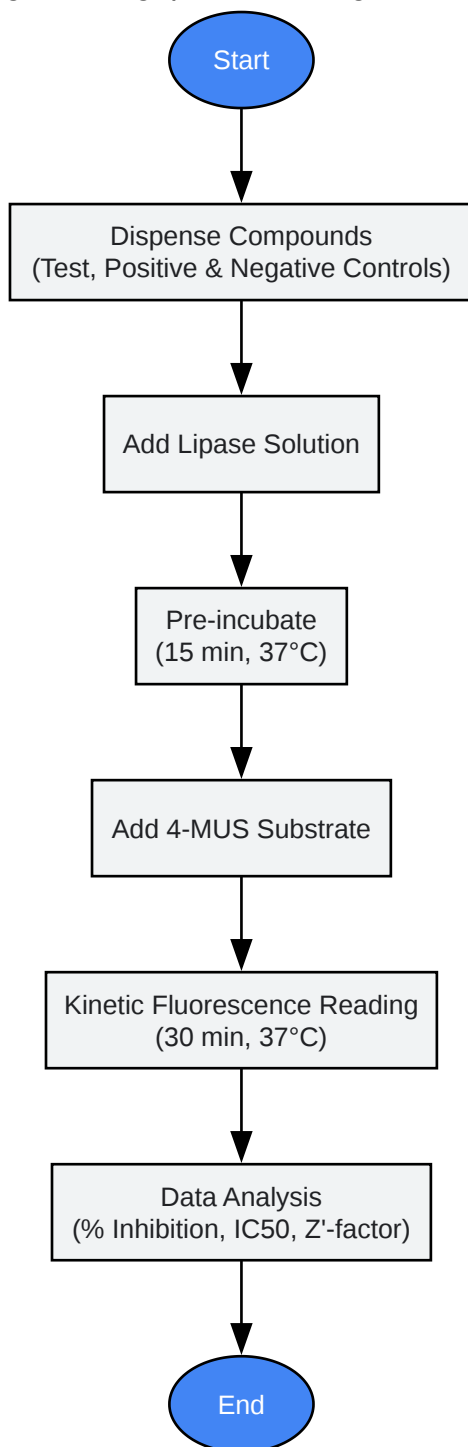 Start
Dispense Compounds
(Test, Positive & Negative Controls)
Add Lipase Solution
Pre-incubate
(15 min, 37°C)
Add 4-MUS Substrate
Kinetic Fluorescence Reading
(30 min, 37°C)
Data Analysis
(% Inhibition, IC50, Z'-factor)
End